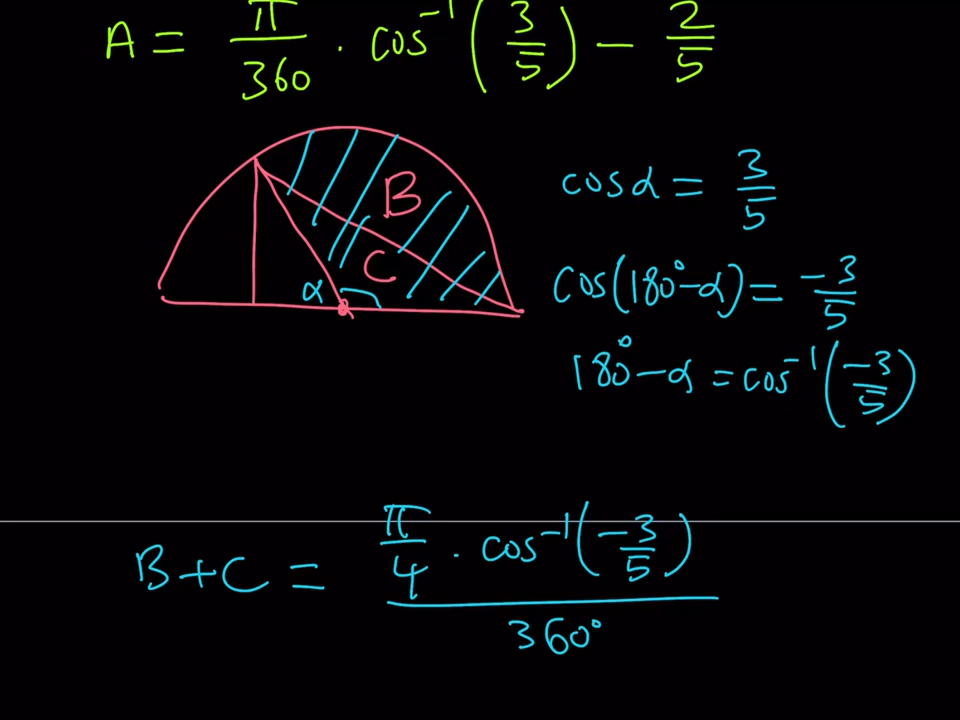 A = π/360 · cos⁻¹(3/5) − 2/5
B
C
α
cosα = 3/5
cos(180°−α) = −3/5
180°−α = cos⁻¹(−3/5)
B+C = π/4 · cos⁻¹(−3/5) / 360°